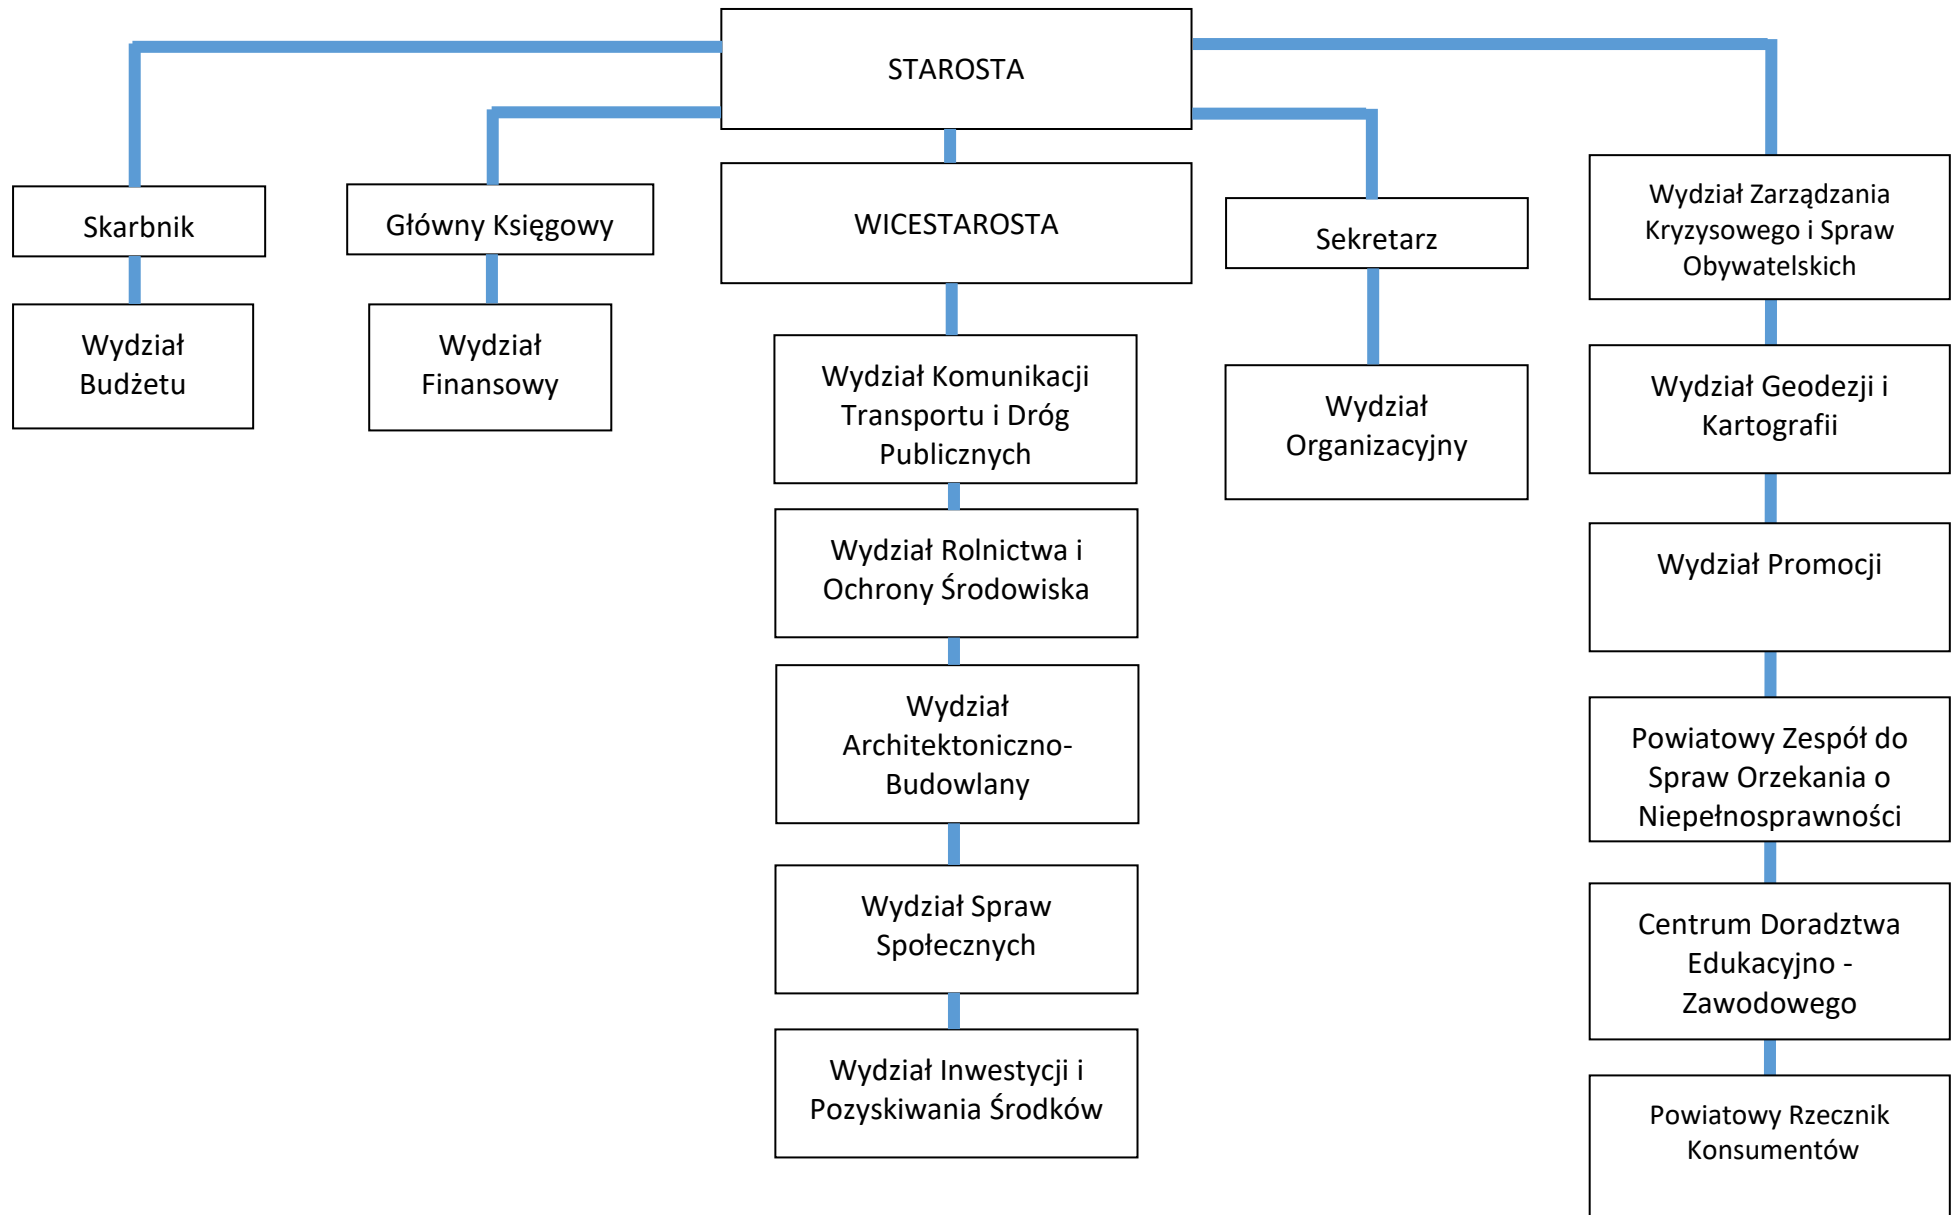 STAROSTA
Skarbnik
Wydział
Budżetu
Główny Księgowy
Wydział
Finansowy
WICESTAROSTA
Wydział Komunikacji
Transportu i Dróg
Publicznych
Wydział Rolnictwa i
Ochrony Środowiska
Wydział
Architektoniczno-
Budowlany
Wydział Spraw
Społecznych
Wydział Inwestycji i
Pozyskiwania Środków
Sekretarz
Wydział
Organizacyjny
Wydział Zarządzania
Kryzysowego i Spraw
Obywatelskich
Wydział Geodezji i
Kartografii
Wydział Promocji
Powiatowy Zespół do
Spraw Orzekania o
Niepełnosprawności
Centrum Doradztwa
Edukacyjno -
Zawodowego
Powiatowy Rzecznik
Konsumentów